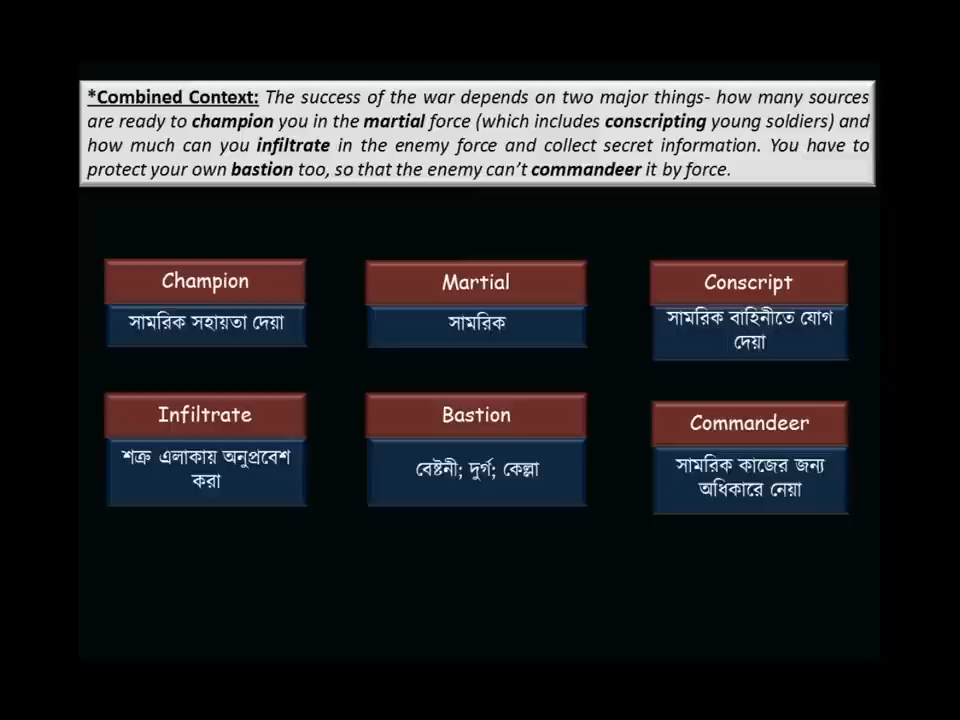 *Combined Context: The success of the war depends on two major things- how many sources
are ready to champion you in the martial force (which includes conscripting young soldiers) and
how much can you infiltrate in the enemy force and collect secret information. You have to
protect your own bastion too, so that the enemy can't commandeer it by force.
Champion
সামরিক সহায়তা দেয়া
Martial
সামরিক
Conscript
সামরিক বাহিনীতে যোগ
দেয়া
Infiltrate
শত্রু এলাকায় অনুপ্রবেশ
করা
Bastion
বেষ্টনী; দুর্গ; কেল্লা
Commandeer
সামরিক কাজের জন্য
অধিকারে নেয়া